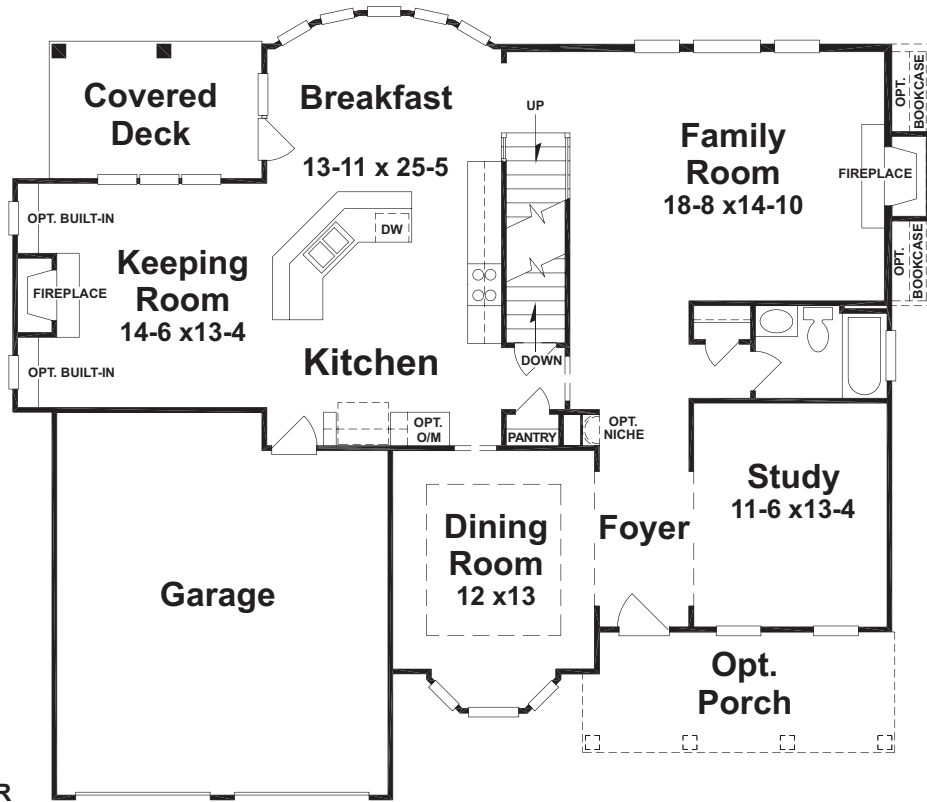 Covered
Deck
Breakfast
13-11 x 25-5
UP
Family
Room
18-8 x14-10
OPT.
BOOKCASE
FIREPLACE
OPT.
BOOKCASE
OPT. BUILT-IN
DW
Keeping
Room
14-6 x13-4
FIREPLACE
OPT. BUILT-IN
Kitchen
DOWN
OPT.
O/M
PANTRY
OPT.
NICHE
Study
11-6 x13-4
Dining
Room
12 x13
Foyer
Garage
Opt.
Porch
R